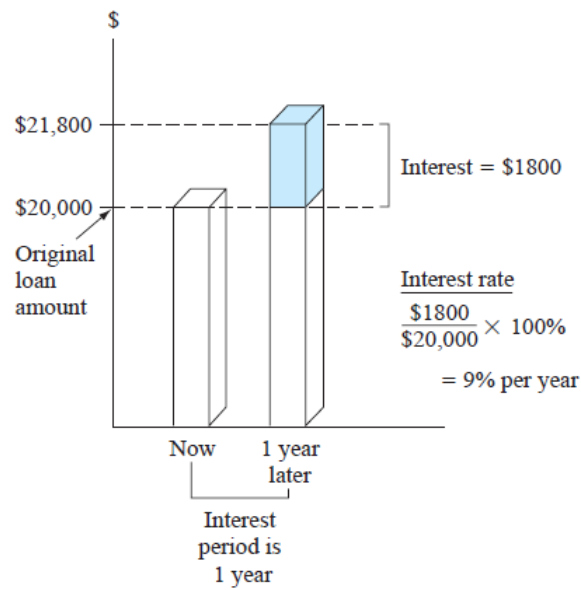 $
$21,800
Interest = $1800
$20,000
Original
loan
amount
Interest rate
$1800
$20,000
× 100%
= 9% per year
Now
1 year
later
Interest
period is
1 year